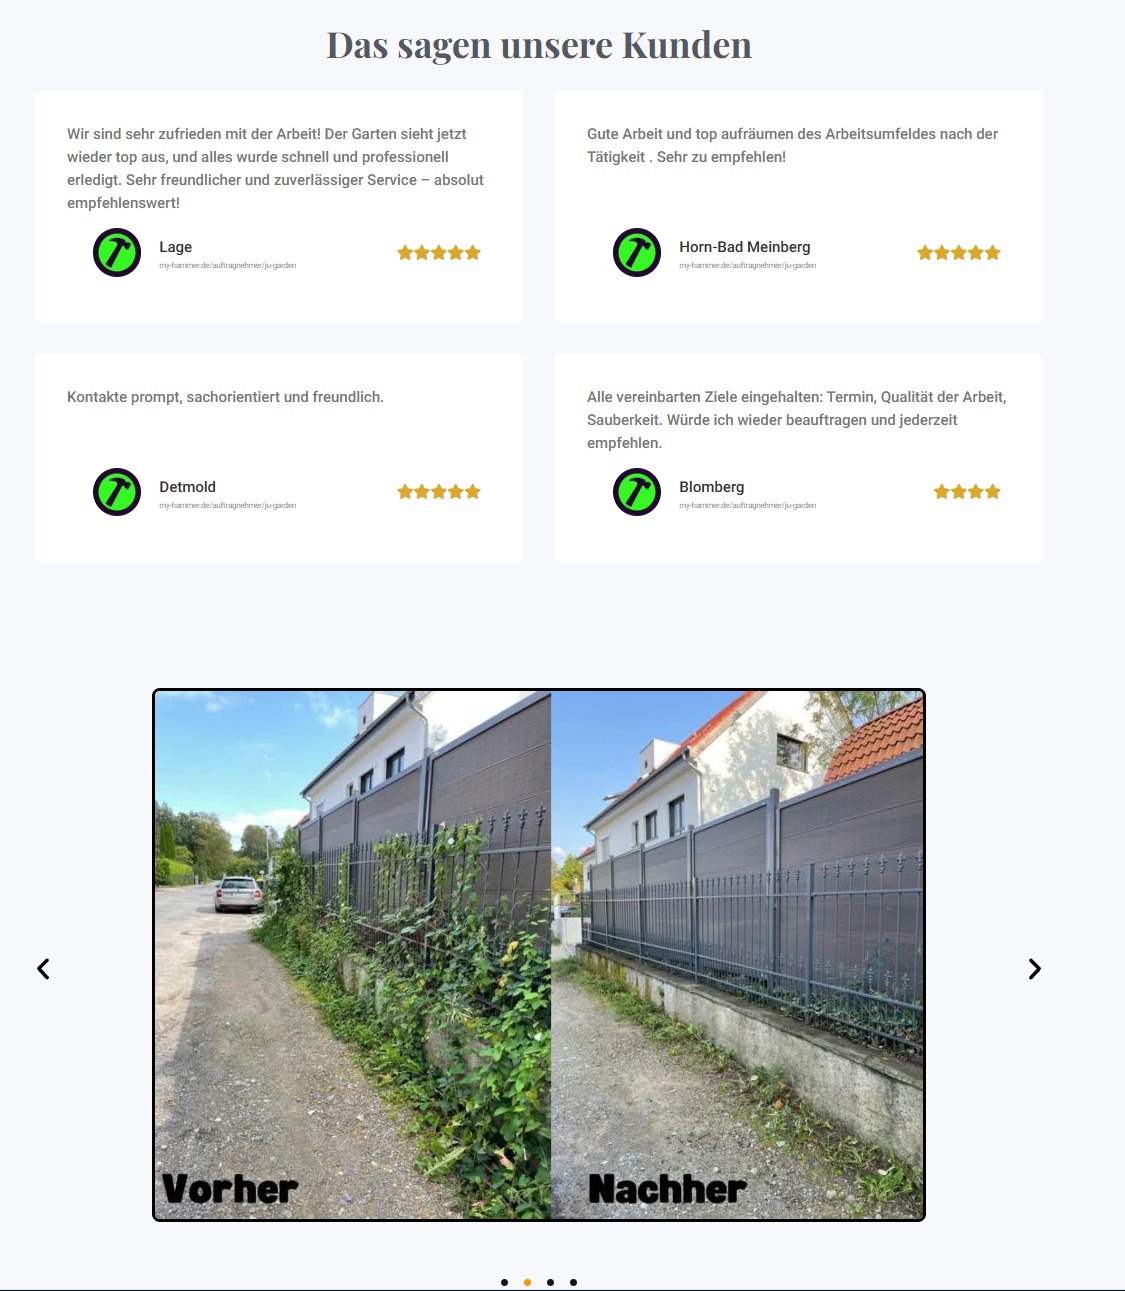 Das sagen unsere Kunden
Wir sind sehr zufrieden mit der Arbeit! Der Garten sieht jetzt
wieder top aus, und alles wurde schnell und professionell
erledigt. Sehr freundlicher und zuverlässiger Service – absolut
empfehlenswert!
Lage
my-hammer.de/auftragnehmer/ju-garden
Gute Arbeit und top aufräumen des Arbeitsumfeldes nach der
Tätigkeit . Sehr zu empfehlen!
Horn-Bad Meinberg
my-hammer.de/auftragnehmer/ju-garden
Kontakte prompt, sachorientiert und freundlich.
Detmold
my-hammer.de/auftragnehmer/ju-garden
Alle vereinbarten Ziele eingehalten: Termin, Qualität der Arbeit,
Sauberkeit. Würde ich wieder beauftragen und jederzeit
empfehlen.
Blomberg
my-hammer.de/auftragnehmer/ju-garden
Vorher
Nachher